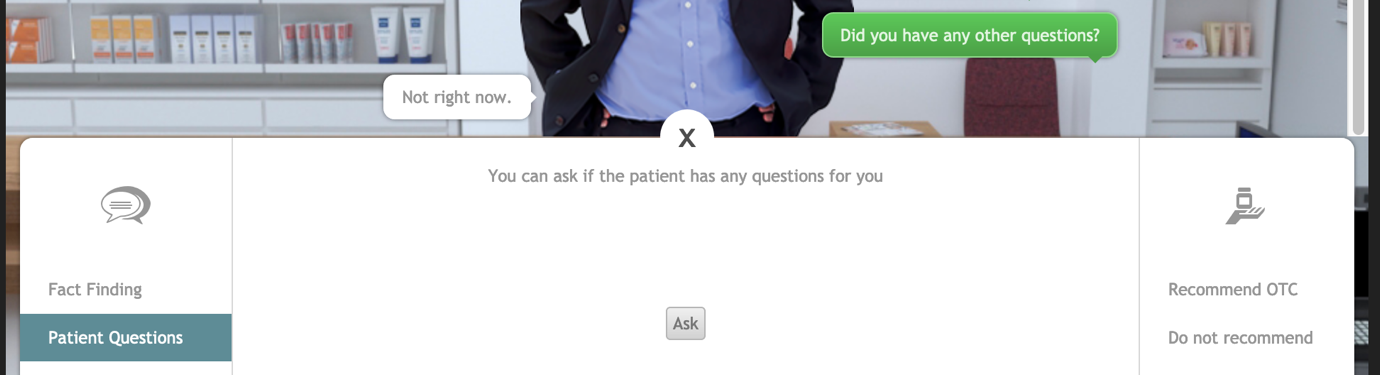 Did you have any other questions?
Not right now.
X
You can ask if the patient has any questions for you
Fact Finding
Patient Questions
Ask
Recommend OTC
Do not recommend